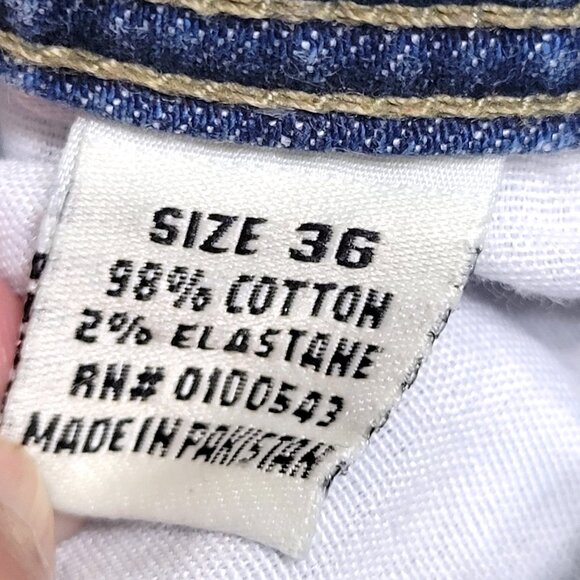 SIZE 36
98% COTTON
2% ELASTANE
RN# 0100543
MADE IN PAKISTAN